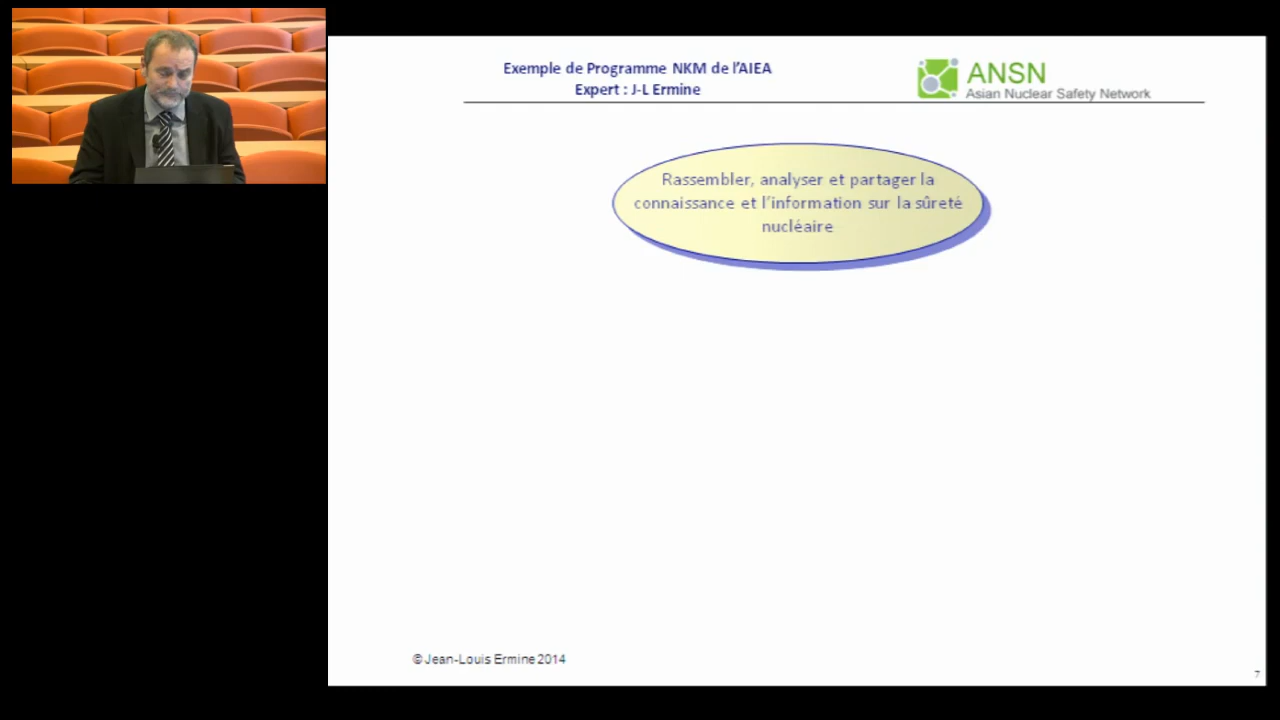 Exemple de Programme NKM de l'AIEA
Expert : J-L Ermine
ANSN
Asian Nuclear Safety Network
Rassembler, analyser et partager la
connaissance et l'information sur la sûreté
nucléaire
© Jean-Louis Ermine 2014
7